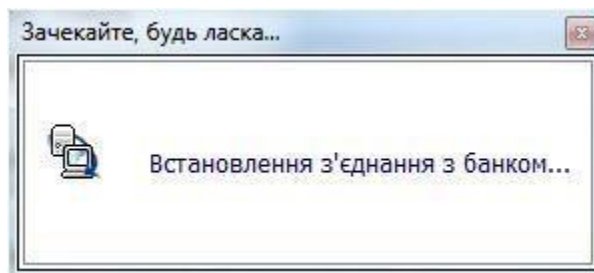 Зачекайте, будь ласка...
Встановлення з'єднання з банком...